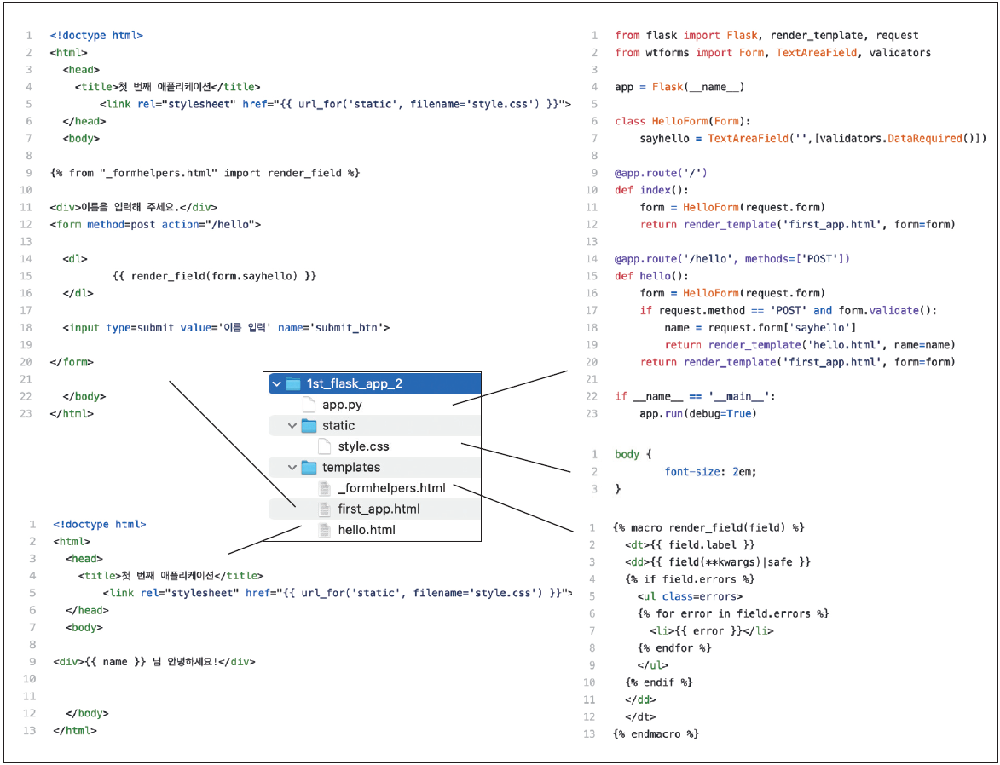 1 <!doctype html>
2 <html>
3 <head>
4 <title>첫 번째 애플리케이션</title>
5 <link rel="stylesheet" href="{{ url_for('static', filename='style.css') }}">
6 </head>
7 <body>
8
9 {% from "_formhelpers.html" import render_field %}
10
11 <div>이름을 입력해 주세요.</div>
12 <form method=post action="/hello">
13
14 <dl>
15 {{ render_field(form.sayhello) }}
16 </dl>
17
18 <input type=submit value='이름 입력' name='submit_btn'>
19
20 </form>
21
22 </body>
23 </html>
1 from flask import Flask, render_template, request
2 from wtforms import Form, TextAreaField, validators
3
4 app = Flask(__name__)
5
6 class HelloForm(Form):
7 sayhello = TextAreaField('',[validators.DataRequired()])
8
9 @app.route('/')
10 def index():
11 form = HelloForm(request.form)
12 return render_template('first_app.html', form=form)
13
14 @app.route('/hello', methods=['POST'])
15 def hello():
16 form = HelloForm(request.form)
17 if request.method == 'POST' and form.validate():
18 name = request.form['sayhello']
19 return render_template('hello.html', name=name)
20 return render_template('first_app.html', form=form)
21
22 if __name__ == '__main__':
23 app.run(debug=True)
1st_flask_app_2
app.py
static
style.css
templates
_formhelpers.html
first_app.html
hello.html
1 body {
2 font-size: 2em;
3 }
1 <!doctype html>
2 <html>
3 <head>
4 <title>첫 번째 애플리케이션</title>
5 <link rel="stylesheet" href="{{ url_for('static', filename='style.css') }}">
6 </head>
7 <body>
8
9 <div>{{ name }} 님 안녕하세요!</div>
10
11
12 </body>
13 </html>
1 {% macro render_field(field) %}
2 <dt>{{ field.label }}
3 <dd>{{ field(**kwargs)|safe }}
4 {% if field.errors %}
5 <ul class=errors>
6 {% for error in field.errors %}
7 <li>{{ error }}</li>
8 {% endfor %}
9 </ul>
10 {% endif %}
11 </dd>
12 </dt>
13 {% endmacro %}